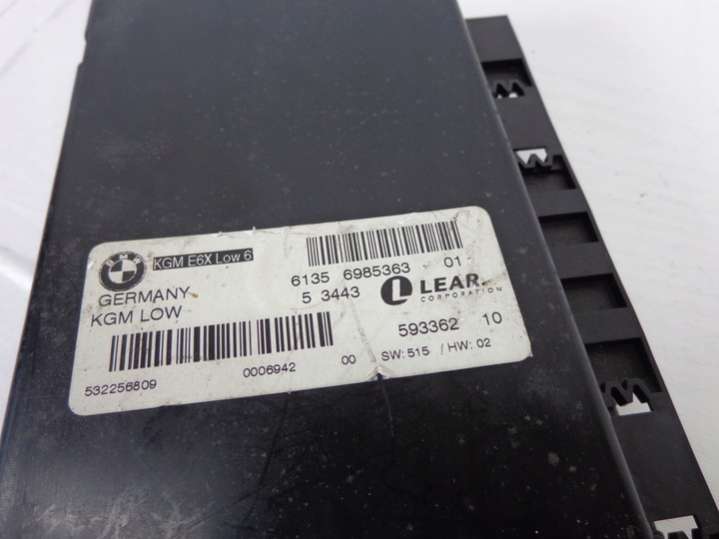 BMW KGM E6X Low 6
GERMANY
KGM LOW
6135 6985363 - 01
5 3443
LEAR
CORPORATION
593362 10
532256809 0006942 00 SW: 515 / HW: 02